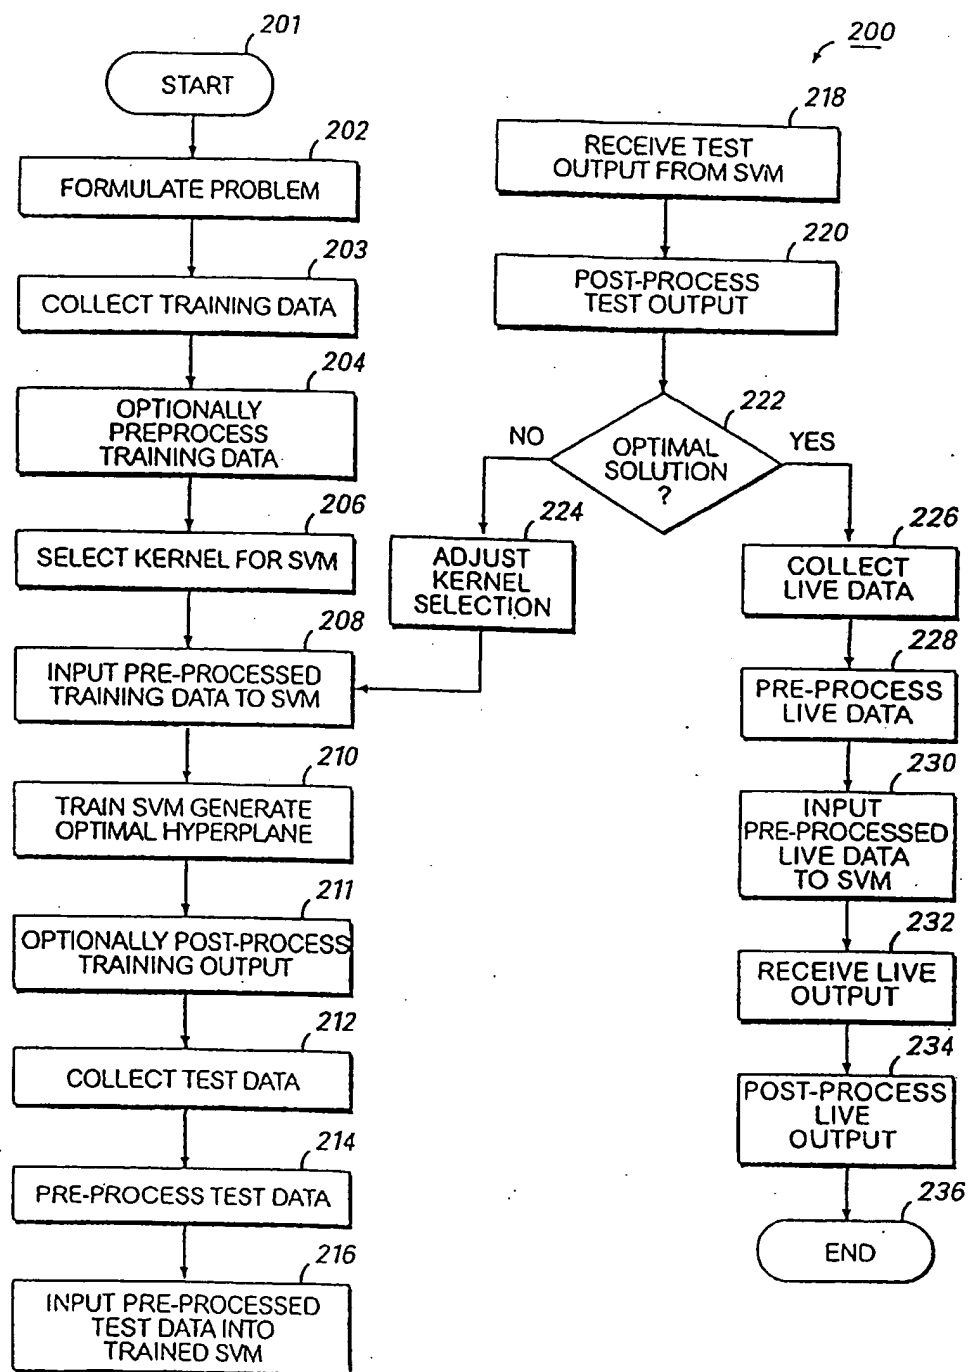 201
START
202
FORMULATE PROBLEM
203
COLLECT TRAINING DATA
204
OPTIONALLY
PREPROCESS
TRAINING DATA
206
SELECT KERNEL FOR SVM
208
INPUT PRE-PROCESSED
TRAINING DATA TO SVM
210
TRAIN SVM GENERATE
OPTIMAL HYPERPLANE
211
OPTIONALLY POST-PROCESS
TRAINING OUTPUT
212
COLLECT TEST DATA
214
PRE-PROCESS TEST DATA
216
INPUT PRE-PROCESSED
TEST DATA INTO
TRAINED SVM
200
218
RECEIVE TEST
OUTPUT FROM SVM
220
POST-PROCESS
TEST OUTPUT
222
OPTIMAL
SOLUTION
?
NO
YES
224
ADJUST
KERNEL
SELECTION
226
COLLECT
LIVE DATA
228
PRE-PROCESS
LIVE DATA
230
INPUT
PRE-PROCESSED
LIVE DATA
TO SVM
232
RECEIVE LIVE
OUTPUT
234
POST-PROCESS
LIVE
OUTPUT
236
END